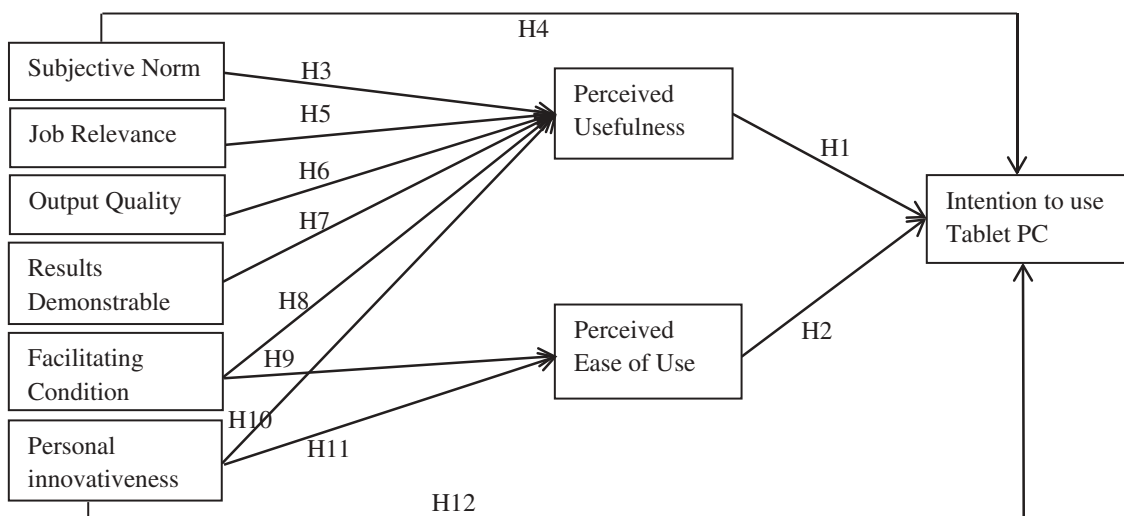 H4
Subjective Norm
H3
Perceived
Usefulness
Job Relevance
H5
H1
Output Quality
H6
Intention to use
Tablet PC
H7
Results
Demonstrable
H8
Perceived
Ease of Use
H2
Facilitating
Condition
H9
H10
Personal
innovativeness
H11
H12